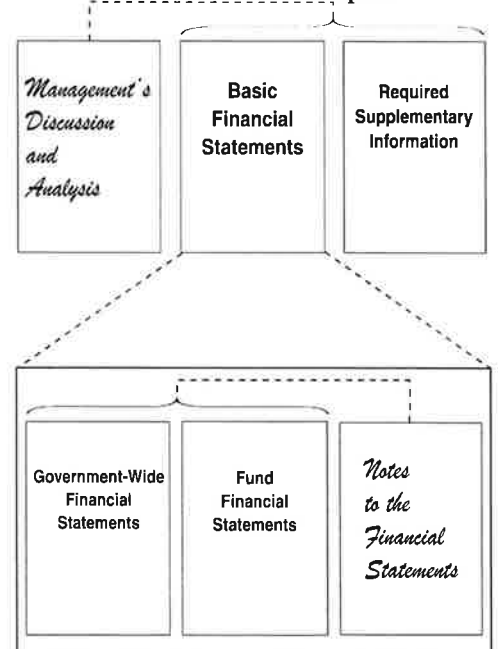 Management's
Discussion
and
Analysis
Basic
Financial
Statements
Required
Supplementary
Information
Government-Wide
Financial
Statements
Fund
Financial
Statements
Notes
to the
Financial
Statements